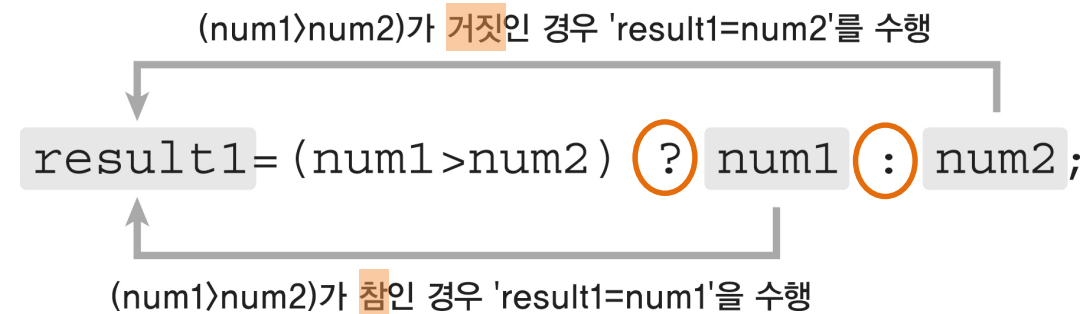 (num1>num2)가 거짓인 경우 'result1=num2'를 수행
result1=(num1>num2) ? num1 : num2;
(num1>num2)가 참인 경우 'result1=num1'을 수행